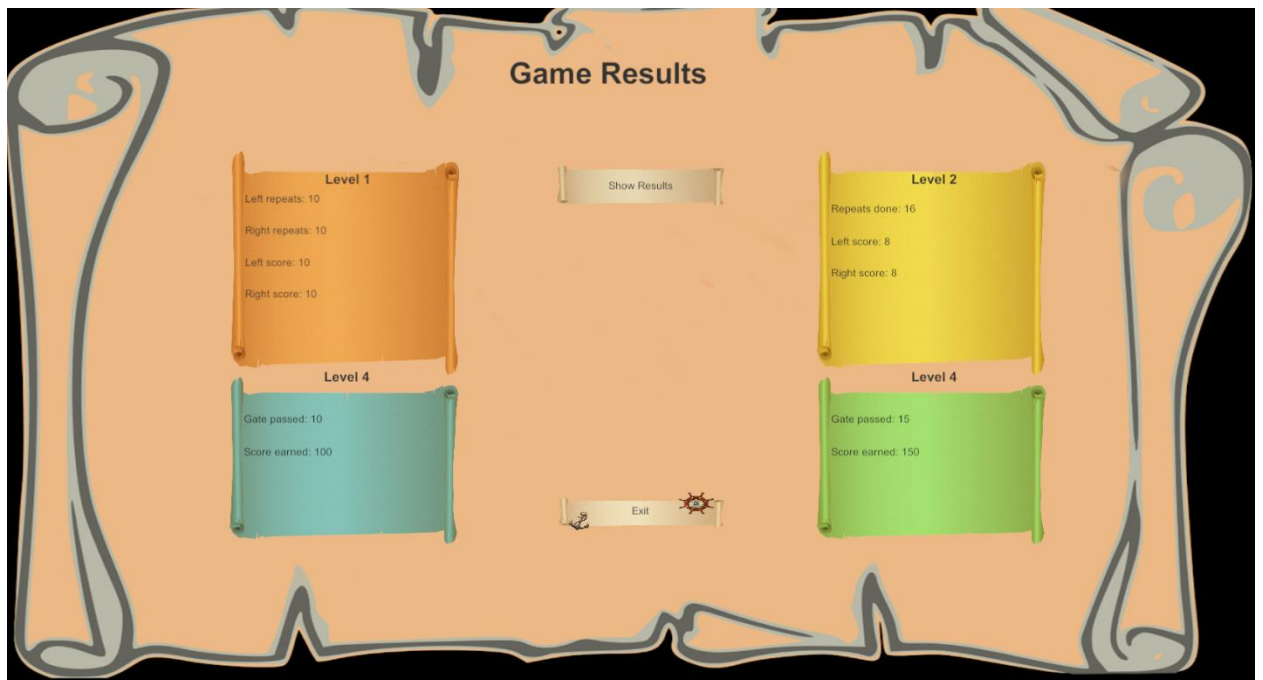 Game Results
Level 1
Left repeats: 10
Right repeats: 10
Left score: 10
Right score: 10
Show Results
Level 2
Repeats done: 16
Left score: 8
Right score: 8
Level 4
Gate passed: 10
Score earned: 100
Exit
Level 4
Gate passed: 15
Score earned: 150